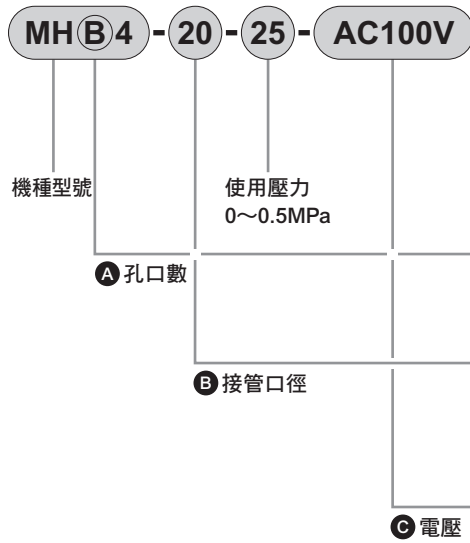 MHB4-20-25-AC100V
機種型號
使用壓力
0～0.5MPa
A 孔口數
B 接管口徑
C 電壓